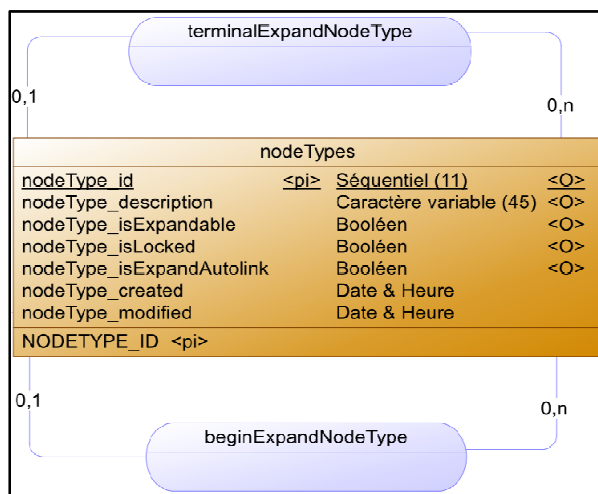 terminalExpandNodeType
0,1
0,n
nodeTypes
nodeType_id <pi> Séquentiel (11) <O>
nodeType_description Caractère variable (45) <O>
nodeType_isExpandable Booléen <O>
nodeType_isLocked Booléen <O>
nodeType_isExpandAutolink Booléen <O>
nodeType_created Date & Heure
nodeType_modified Date & Heure
NODETYPE_ID <pi>
0,1
0,n
beginExpandNodeType